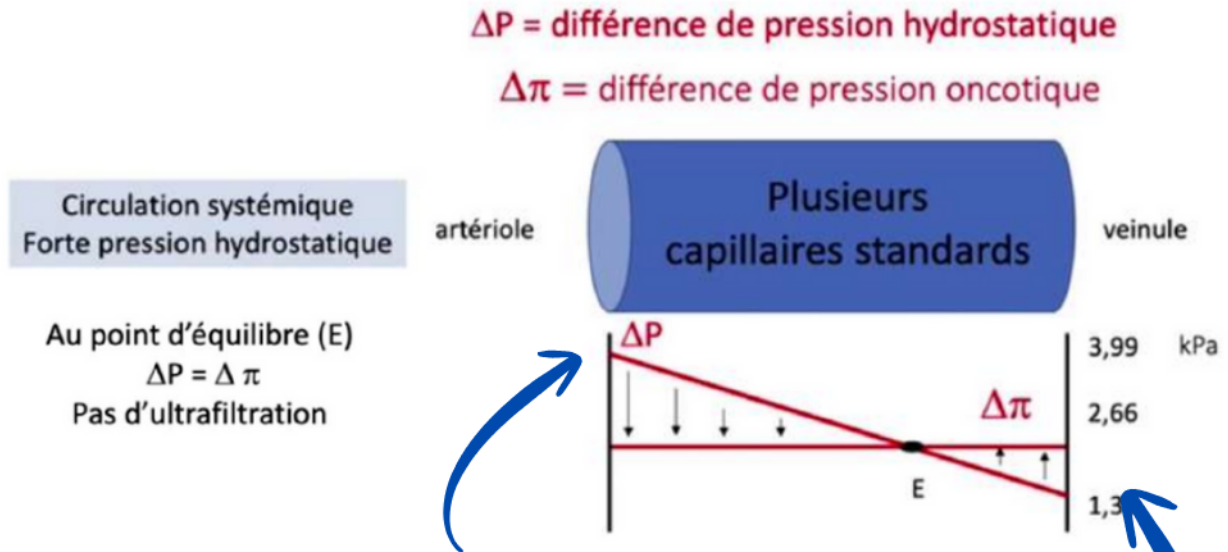 ΔP = différence de pression hydrostatique
Δπ = différence de pression oncotique
Circulation systémique
Forte pression hydrostatique
artériole
Plusieurs
capillaires standards
veinule
Au point d'équilibre (E)
ΔP = Δ π
Pas d'ultrafiltration
ΔP
3,99 kPa
Δπ
2,66
E